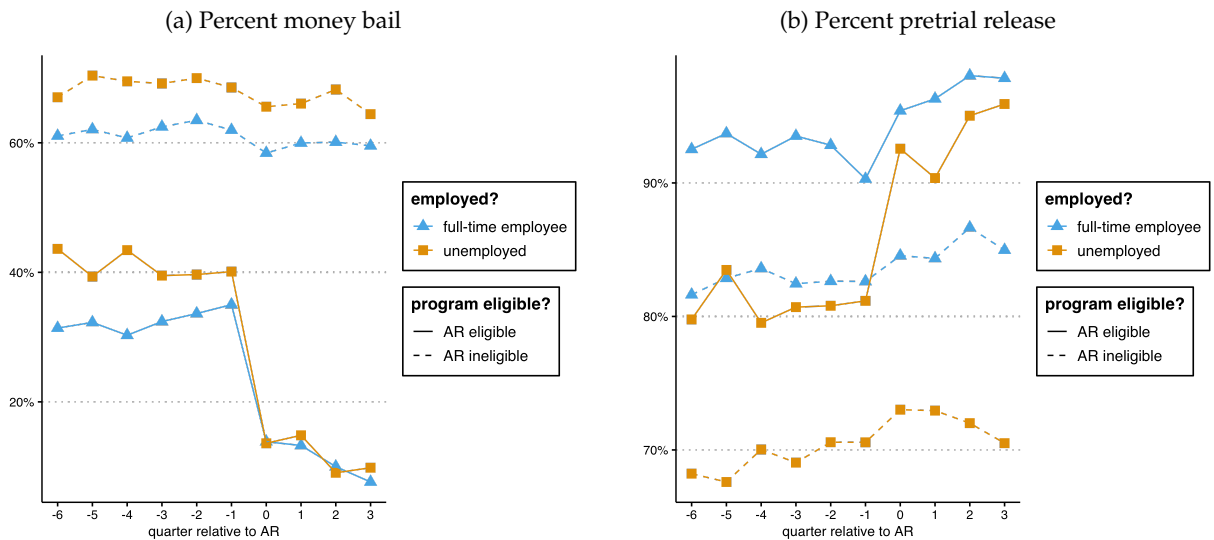 (a) Percent money bail
60%
40%
20%
-6 -5 -4 -3 -2 -1 0 1 2 3
quarter relative to AR
employed?
full-time employee
unemployed
program eligible?
AR eligible
AR ineligible
(b) Percent pretrial release
90%
80%
70%
-6 -5 -4 -3 -2 -1 0 1 2 3
quarter relative to AR
employed?
full-time employee
unemployed
program eligible?
AR eligible
AR ineligible